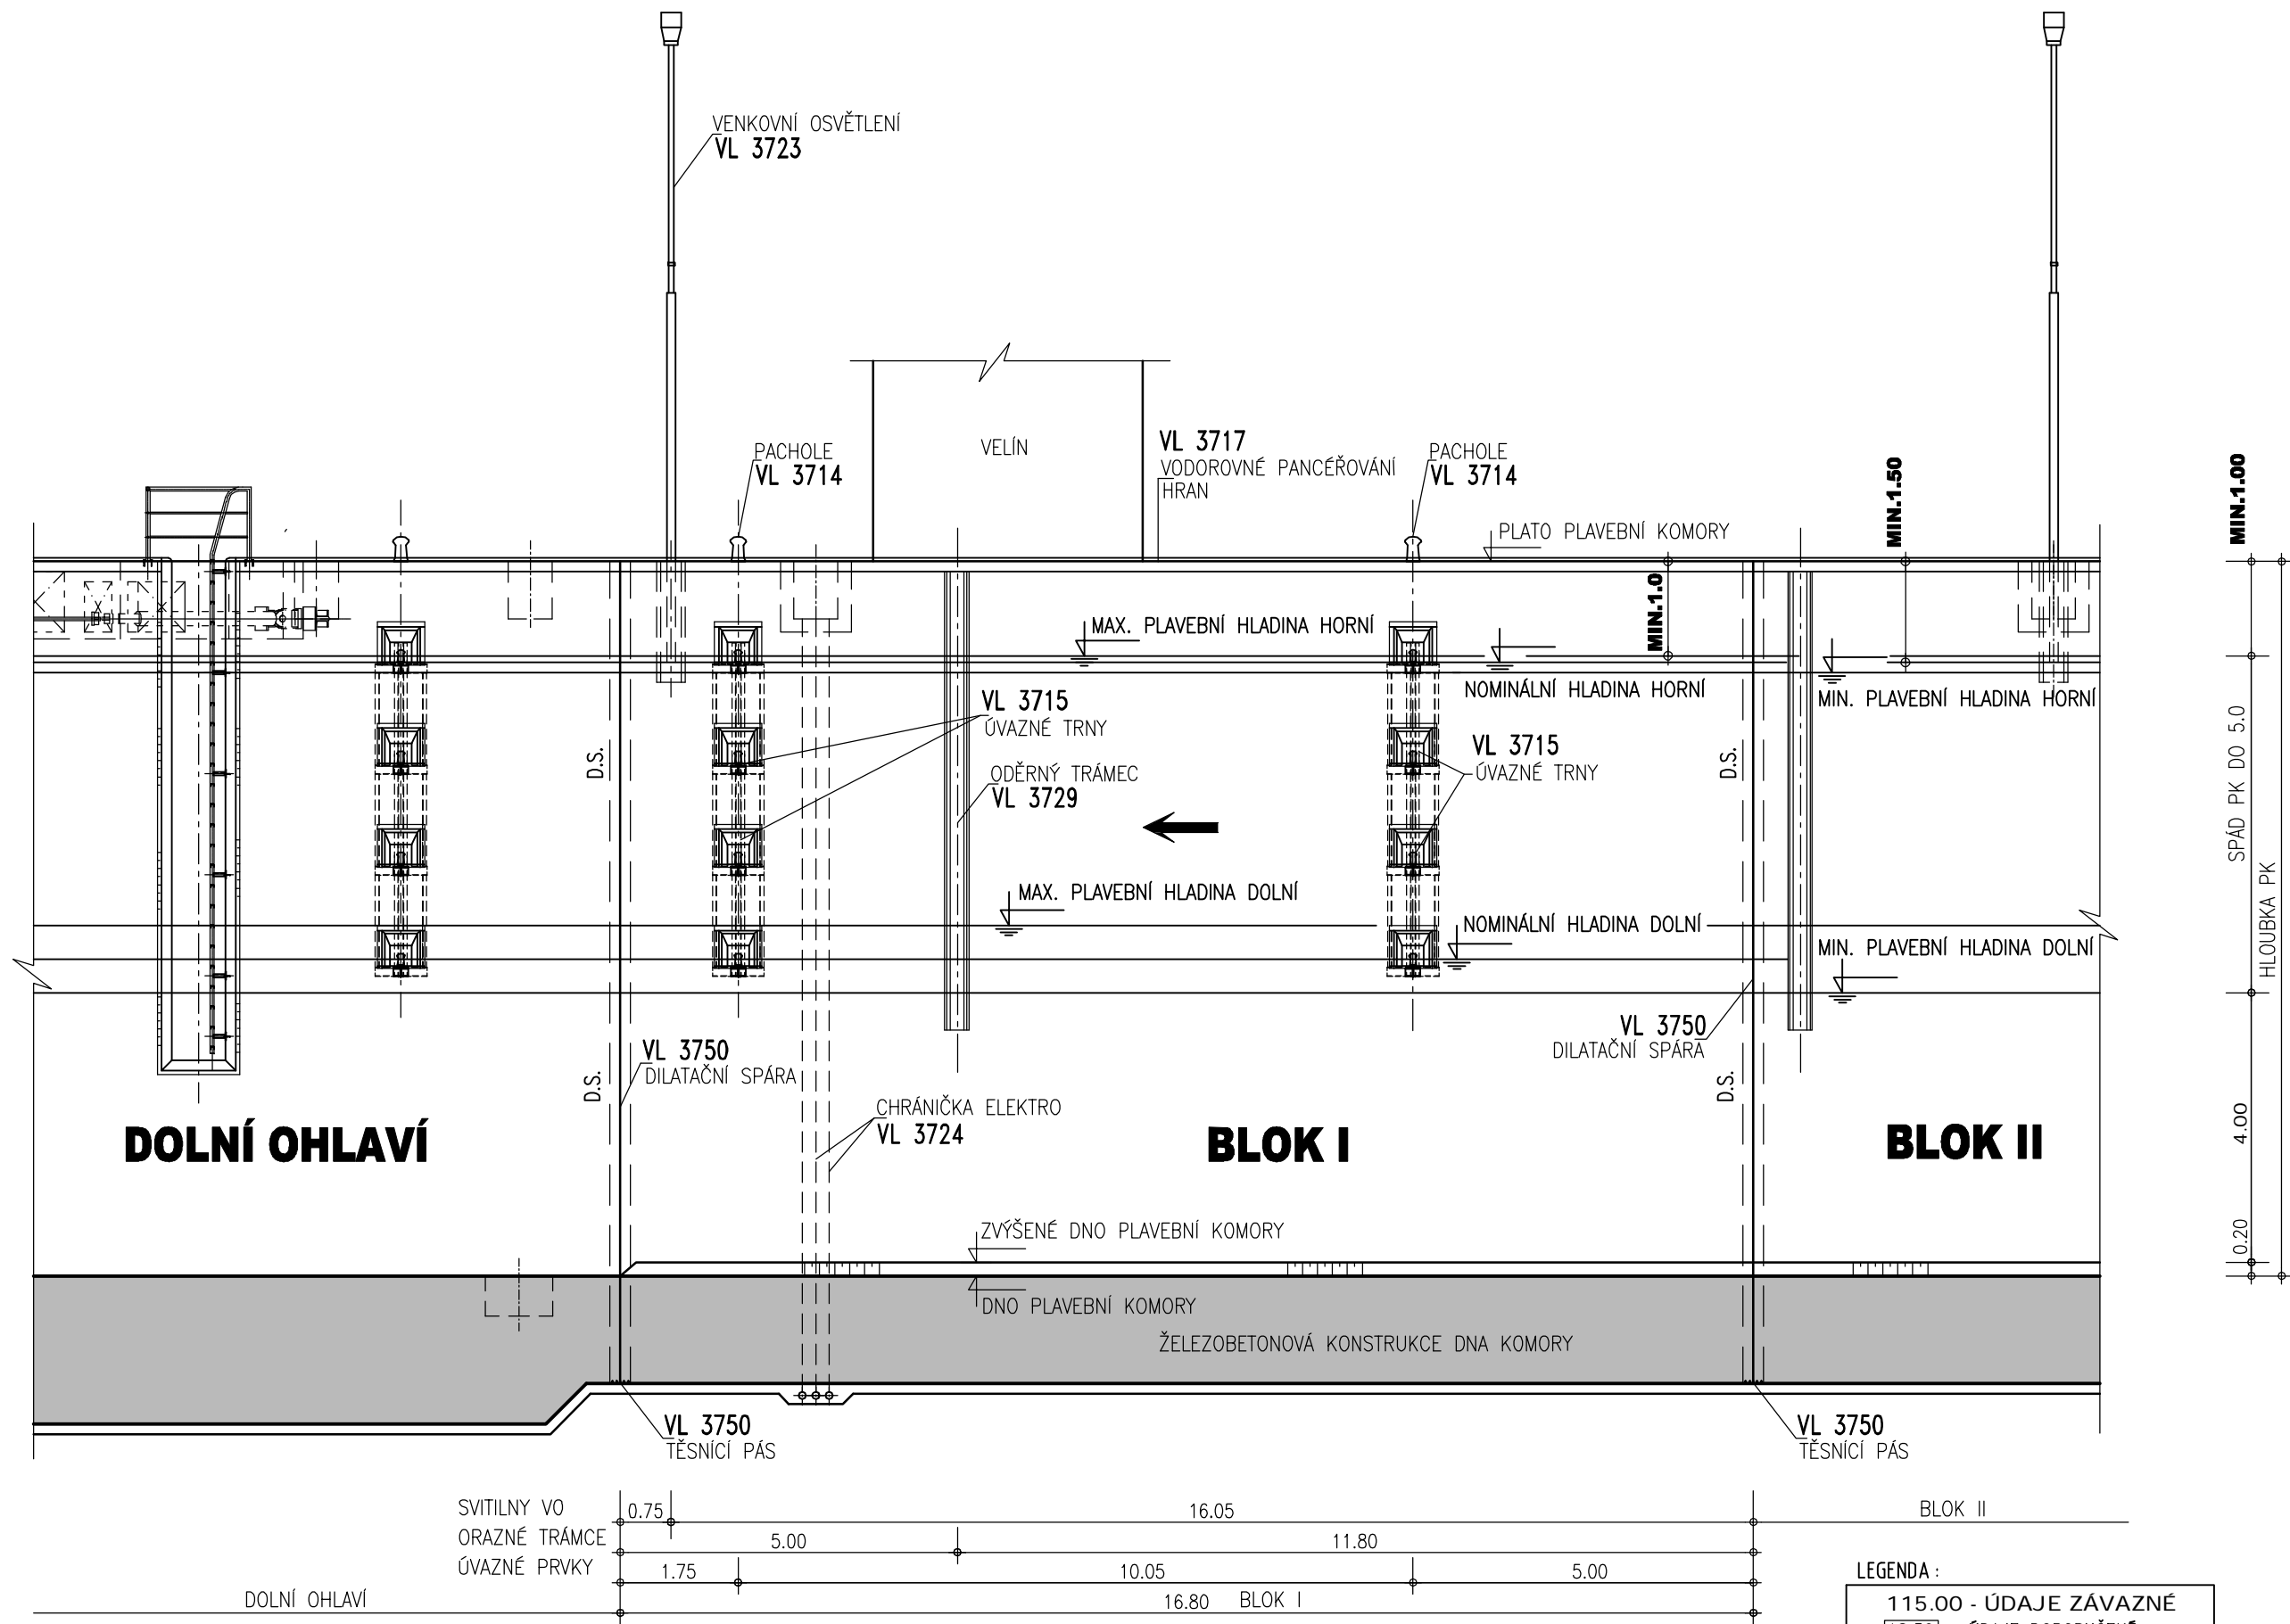 VENKOVNÍ OSVĚTLENÍ
VL 3723
PACHOLE
VL 3714
VELÍN
VL 3717
VODOROVNÉ PANCÉŘOVÁNÍ
HRAN
PACHOLE
VL 3714
PLATO PLAVEBNÍ KOMORY
MIN.1.50
MIN.1.00
MIN.1.0
MAX. PLAVEBNÍ HLADINA HORNÍ
NOMINÁLNÍ HLADINA HORNÍ
MIN. PLAVEBNÍ HLADINA HORNÍ
VL 3715
ÚVAZNÉ TRNY
VL 3715
ÚVAZNÉ TRNY
D.S.
D.S.
ODĚRNÝ TRÁMEC
VL 3729
SPÁD PK DO 5.0
HLOUBKA PK
MAX. PLAVEBNÍ HLADINA DOLNÍ
NOMINÁLNÍ HLADINA DOLNÍ
MIN. PLAVEBNÍ HLADINA DOLNÍ
VL 3750
DILATAČNÍ SPÁRA
VL 3750
DILATAČNÍ SPÁRA
D.S.
D.S.
CHRÁNIČKA ELEKTRO
VL 3724
DOLNÍ OHLAVÍ
BLOK I
BLOK II
4.00
0.20
ZVÝŠENÉ DNO PLAVEBNÍ KOMORY
DNO PLAVEBNÍ KOMORY
ŽELEZOBETONOVÁ KONSTRUKCE DNA KOMORY
VL 3750
TĚSNÍCÍ PÁS
VL 3750
TĚSNÍCÍ PÁS
SVITILNY VO 0.75 16.05 BLOK II
ORAZNÉ TRÁMCE 5.00 11.80
ÚVAZNÉ PRVKY 1.75 10.05 5.00
DOLNÍ OHLAVÍ 16.80 BLOK I
LEGENDA :
115.00 - ÚDAJE ZÁVAZNÉ